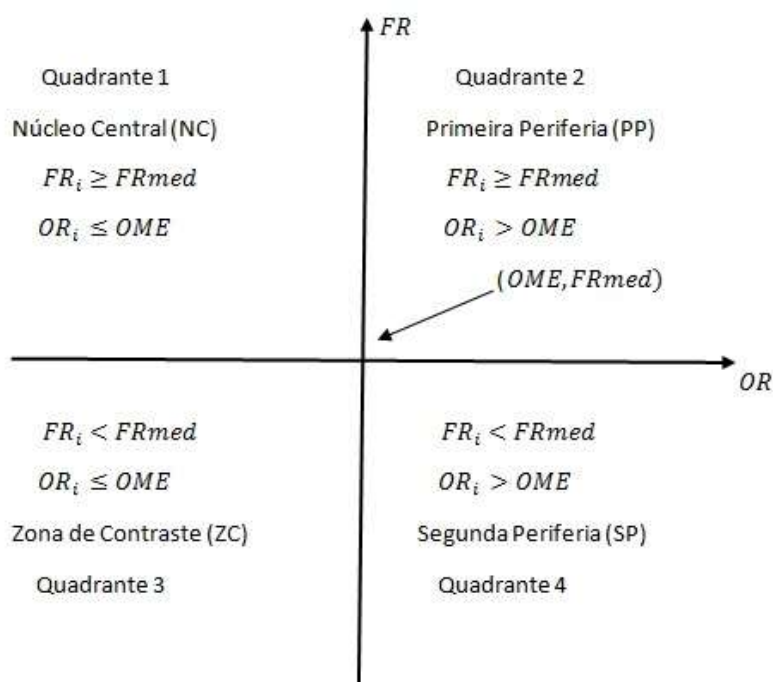 FR
Quadrante 1
Quadrante 2
Núcleo Central (NC)
Primeira Periferia (PP)
FRᵢ ≥ FRmed
FRᵢ ≥ FRmed
ORᵢ ≤ OME
ORᵢ > OME
(OME, FRmed)
OR
FRᵢ < FRmed
FRᵢ < FRmed
ORᵢ ≤ OME
ORᵢ > OME
Zona de Contraste (ZC)
Segunda Periferia (SP)
Quadrante 3
Quadrante 4